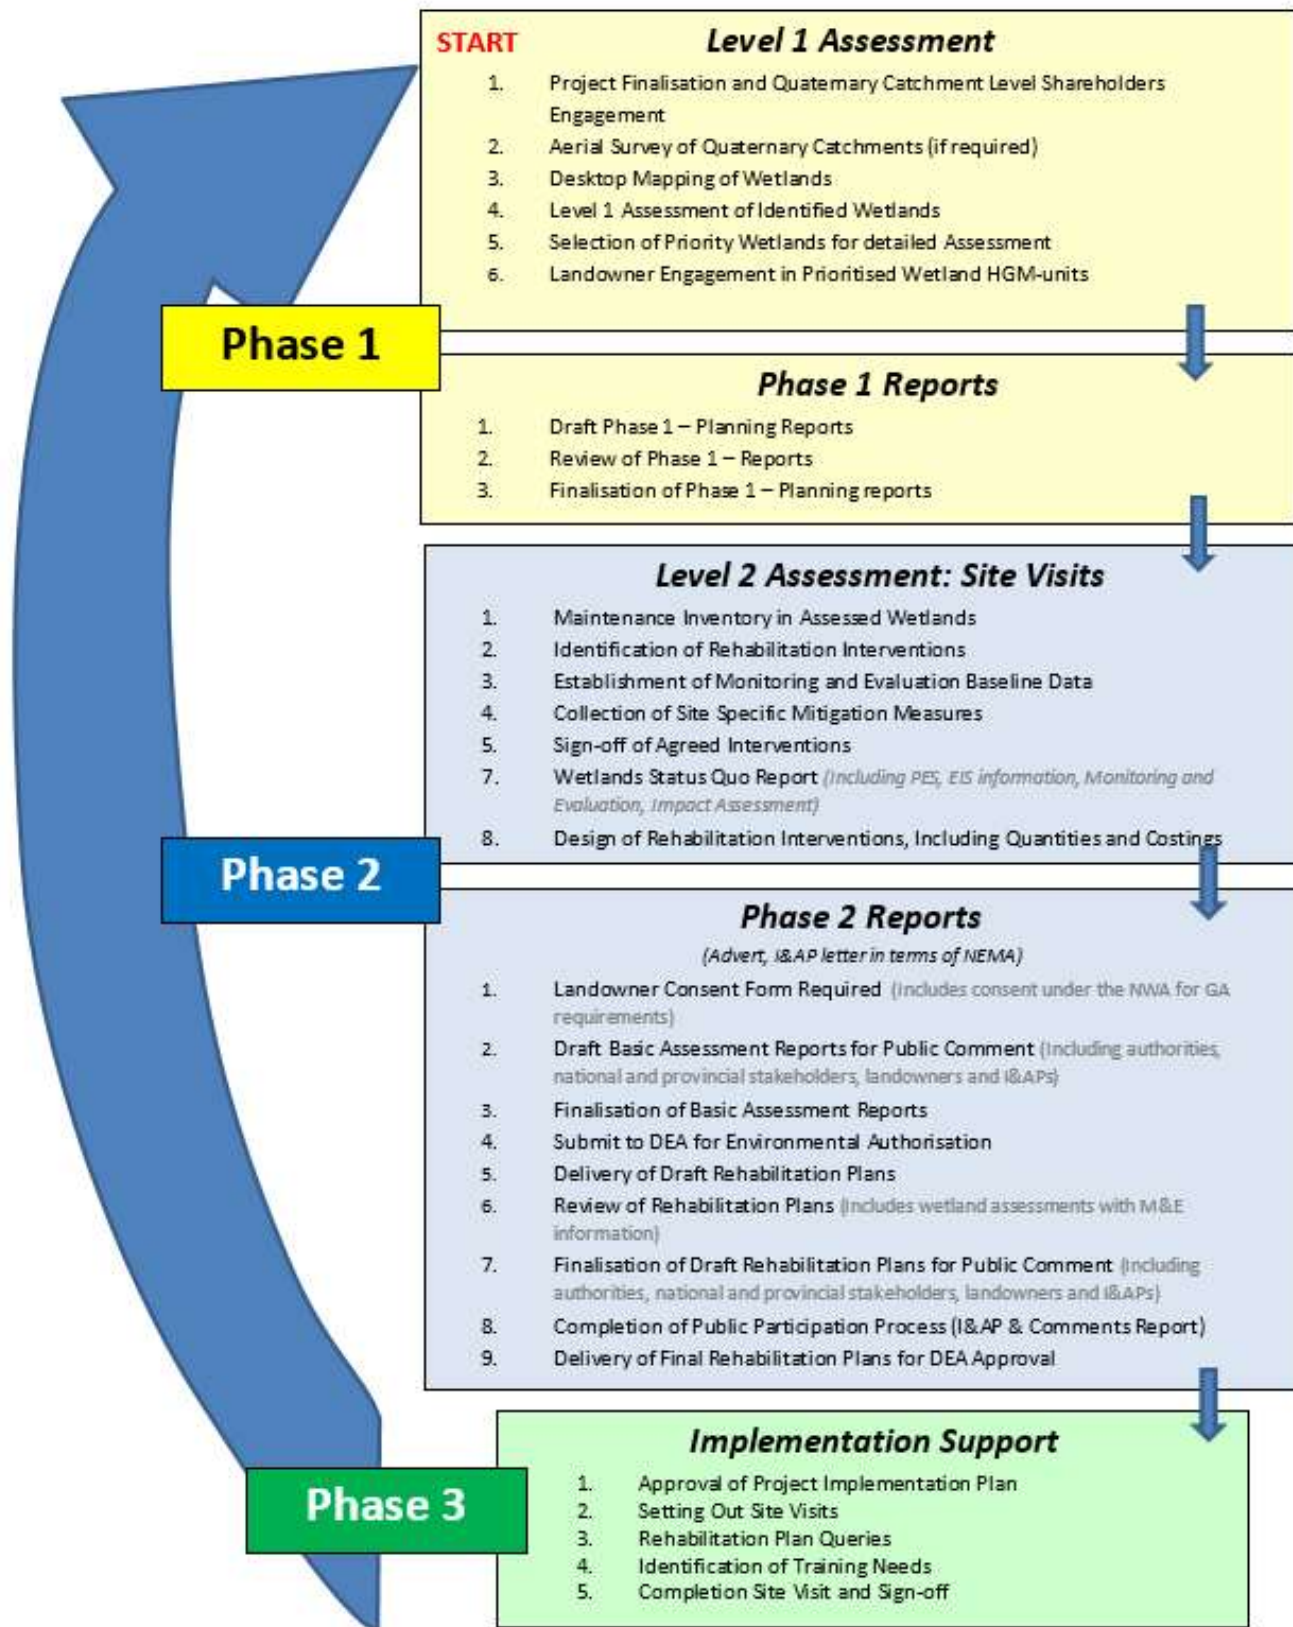 START
Level 1 Assessment
1. Project Finalisation and Quaternary Catchment Level Shareholders
Engagement
2. Aerial Survey of Quaternary Catchments (if required)
3. Desktop Mapping of Wetlands
4. Level 1 Assessment of Identified Wetlands
5. Selection of Priority Wetlands for detailed Assessment
6. Landowner Engagement in Prioritised Wetland HGM-units
Phase 1
Phase 1 Reports
1. Draft Phase 1 – Planning Reports
2. Review of Phase 1 – Reports
3. Finalisation of Phase 1 – Planning reports
Level 2 Assessment: Site Visits
1. Maintenance Inventory in Assessed Wetlands
2. Identification of Rehabilitation Interventions
3. Establishment of Monitoring and Evaluation Baseline Data
4. Collection of Site Specific Mitigation Measures
5. Sign-off of Agreed Interventions
7. Wetlands Status Quo Report (Including PES, EIS information, Monitoring and
Evaluation, Impact Assessment)
8. Design of Rehabilitation Interventions, Including Quantities and Costings
Phase 2
Phase 2 Reports
(Advert, I&AP letter in terms of NEMA)
1. Landowner Consent Form Required (Includes consent under the NWA for GA
requirements)
2. Draft Basic Assessment Reports for Public Comment (Including authorities,
national and provincial stakeholders, landowners and I&APs)
3. Finalisation of Basic Assessment Reports
4. Submit to DEA for Environmental Authorisation
5. Delivery of Draft Rehabilitation Plans
6. Review of Rehabilitation Plans (Includes wetland assessments with M&E
information)
7. Finalisation of Draft Rehabilitation Plans for Public Comment (Including
authorities, national and provincial stakeholders, landowners and I&APs)
8. Completion of Public Participation Process (I&AP & Comments Report)
9. Delivery of Final Rehabilitation Plans for DEA Approval
Phase 3
Implementation Support
1. Approval of Project Implementation Plan
2. Setting Out Site Visits
3. Rehabilitation Plan Queries
4. Identification of Training Needs
5. Completion Site Visit and Sign-off